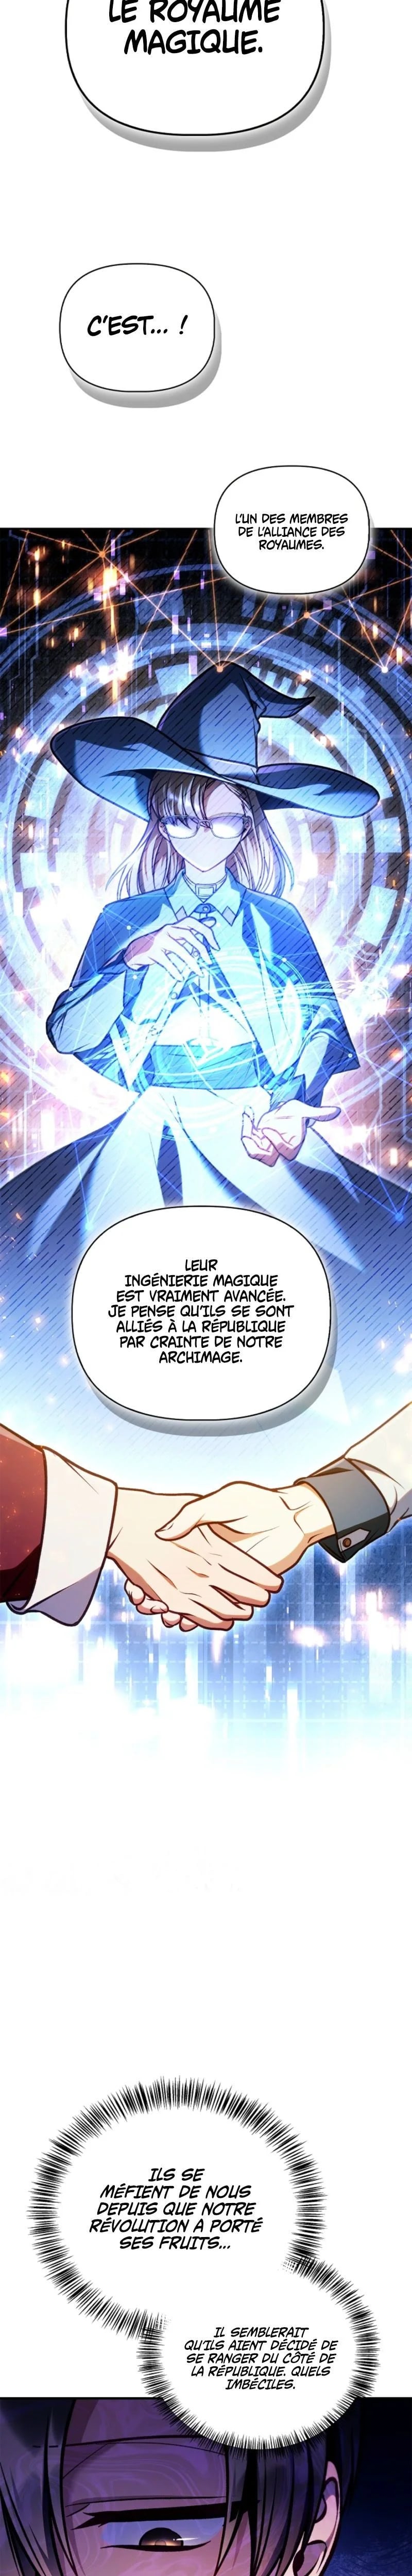 LE ROYAUME
MAGIQUE.
C'EST... !
L'UN DES MEMBRES
DE L'ALLIANCE DES
ROYAUMES.
LEUR
INGÉNIERIE MAGIQUE
EST VRAIMENT AVANCÉE.
JE PENSE QU'ILS SE SONT
ALLIÉS À LA RÉPUBLIQUE
PAR CRAINTE DE NOTRE
ARCHIMAGE.
ILS SE
MÉFIENT DE NOUS
DEPUIS QUE NOTRE
RÉVOLUTION A PORTÉ
SES FRUITS...
IL SEMBLERAIT
QU'ILS AIENT DÉCIDÉ DE
SE RANGER DU CÔTÉ DE
LA RÉPUBLIQUE. QUELS
IMBÉCILES.